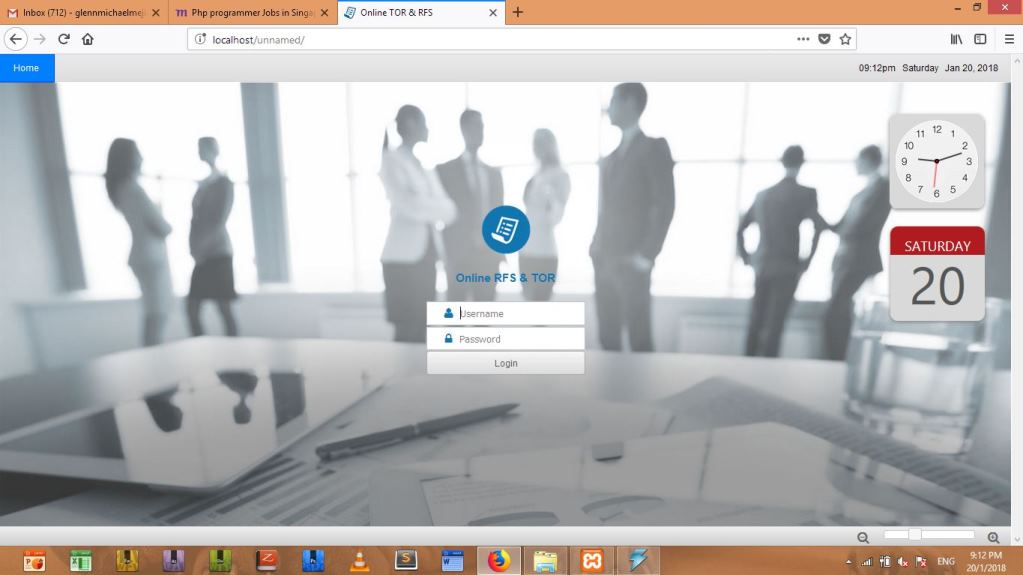 Inbox (712) - glennmichaelmeji
Php programmer Jobs in Singap
Online TOR & RFS
localhost/unnamed/
Home
09:12pm Saturday Jan 20, 2018
12
11 1
10 2
9 3
8 4
7 5
6
SATURDAY
20
Online RFS & TOR
Username
Password
Login
ENG
9:12 PM
20/1/2018